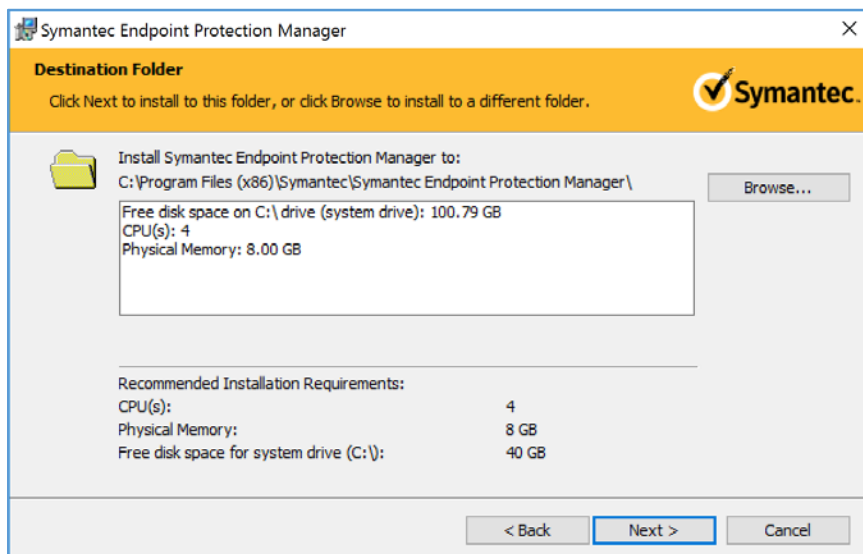 Symantec Endpoint Protection Manager
Destination Folder
Click Next to install to this folder, or click Browse to install to a different folder.
Symantec.
Install Symantec Endpoint Protection Manager to:
C:\Program Files (x86)\Symantec\Symantec Endpoint Protection Manager\
Browse...
Free disk space on C:\ drive (system drive): 100.79 GB
CPU(s): 4
Physical Memory: 8.00 GB
Recommended Installation Requirements:
CPU(s): 4
Physical Memory: 8 GB
Free disk space for system drive (C:\): 40 GB
< Back Next > Cancel